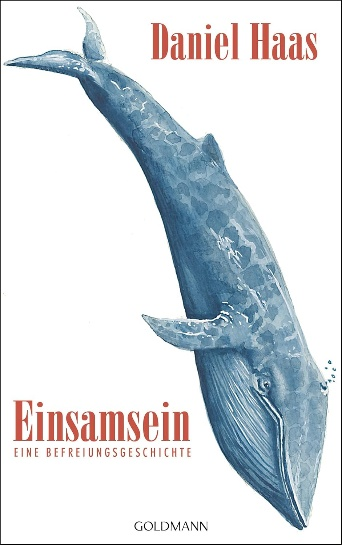 Daniel Haas
Einsamsein
EINE BEFREIUNGSGESCHICHTE
GOLDMANN